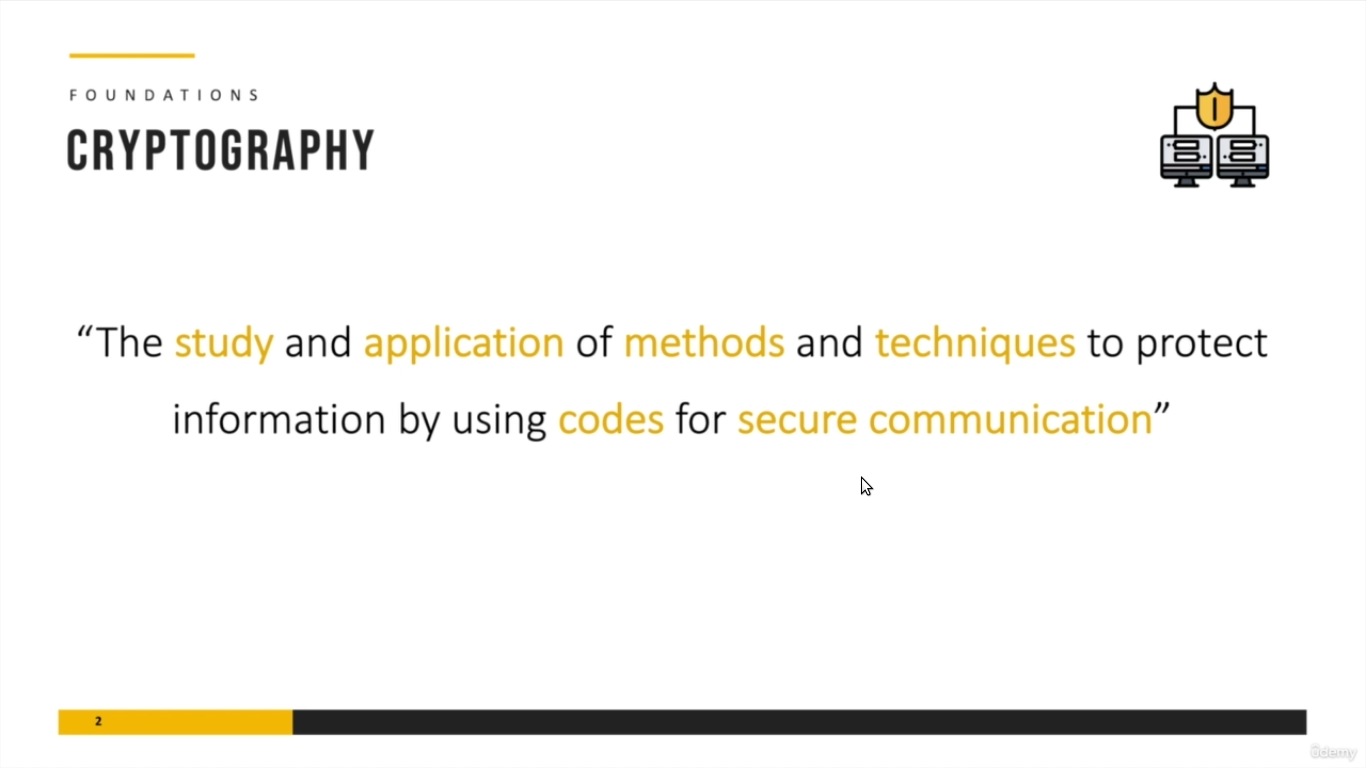 FOUNDATIONS
CRYPTOGRAPHY
“The study and application of methods and techniques to protect
information by using codes for secure communication”
2
ûdemy